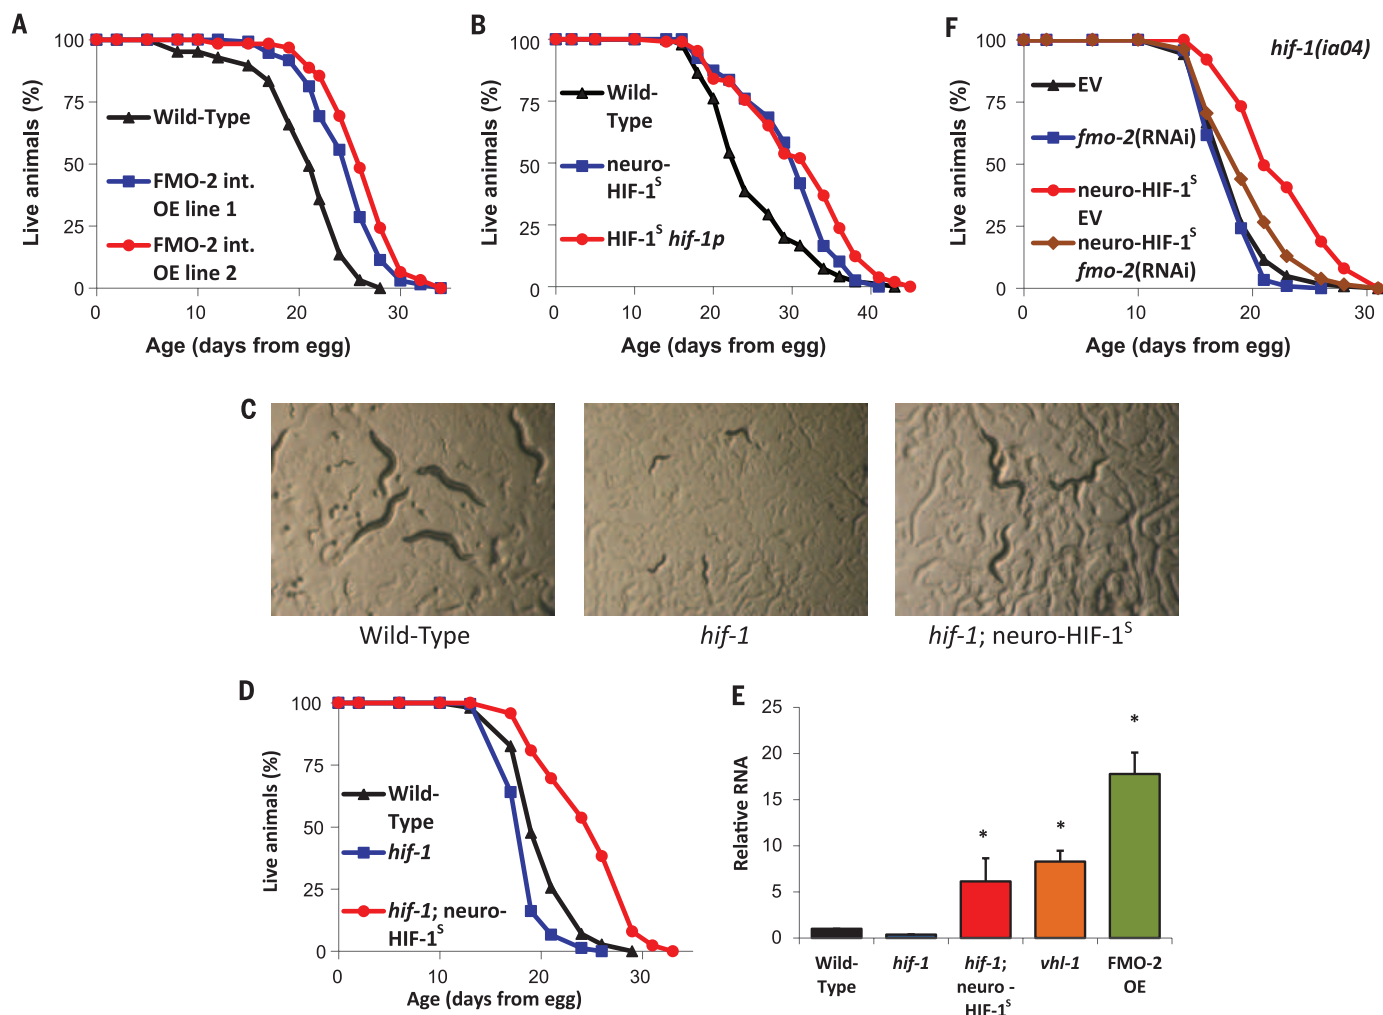 A
100
75
50
25
0
Live animals (%)
Wild-Type
FMO-2 int.
OE line 1
FMO-2 int.
OE line 2
0 10 20 30
Age (days from egg)
B
100
75
50
25
0
Live animals (%)
Wild-
Type
neuro-
HIF-1S
HIF-1S hif-1p
0 10 20 30 40
Age (days from egg)
F
hif-1(ia04)
100
75
50
25
0
Live animals (%)
EV
fmo-2(RNAi)
neuro-HIF-1S
EV
neuro-HIF-1S
fmo-2(RNAi)
0 10 20 30
Age (days from egg)
C
Wild-Type
hif-1
hif-1; neuro-HIF-1S
D
100
75
50
25
0
Live animals (%)
Wild-
Type
hif-1
hif-1; neuro-
HIF-1S
0 10 20 30
Age (days from egg)
E
25
20
15
10
5
0
Relative RNA
*
*
*
Wild-
Type
hif-1
hif-1;
neuro -
HIF-1S
vhl-1
FMO-2
OE